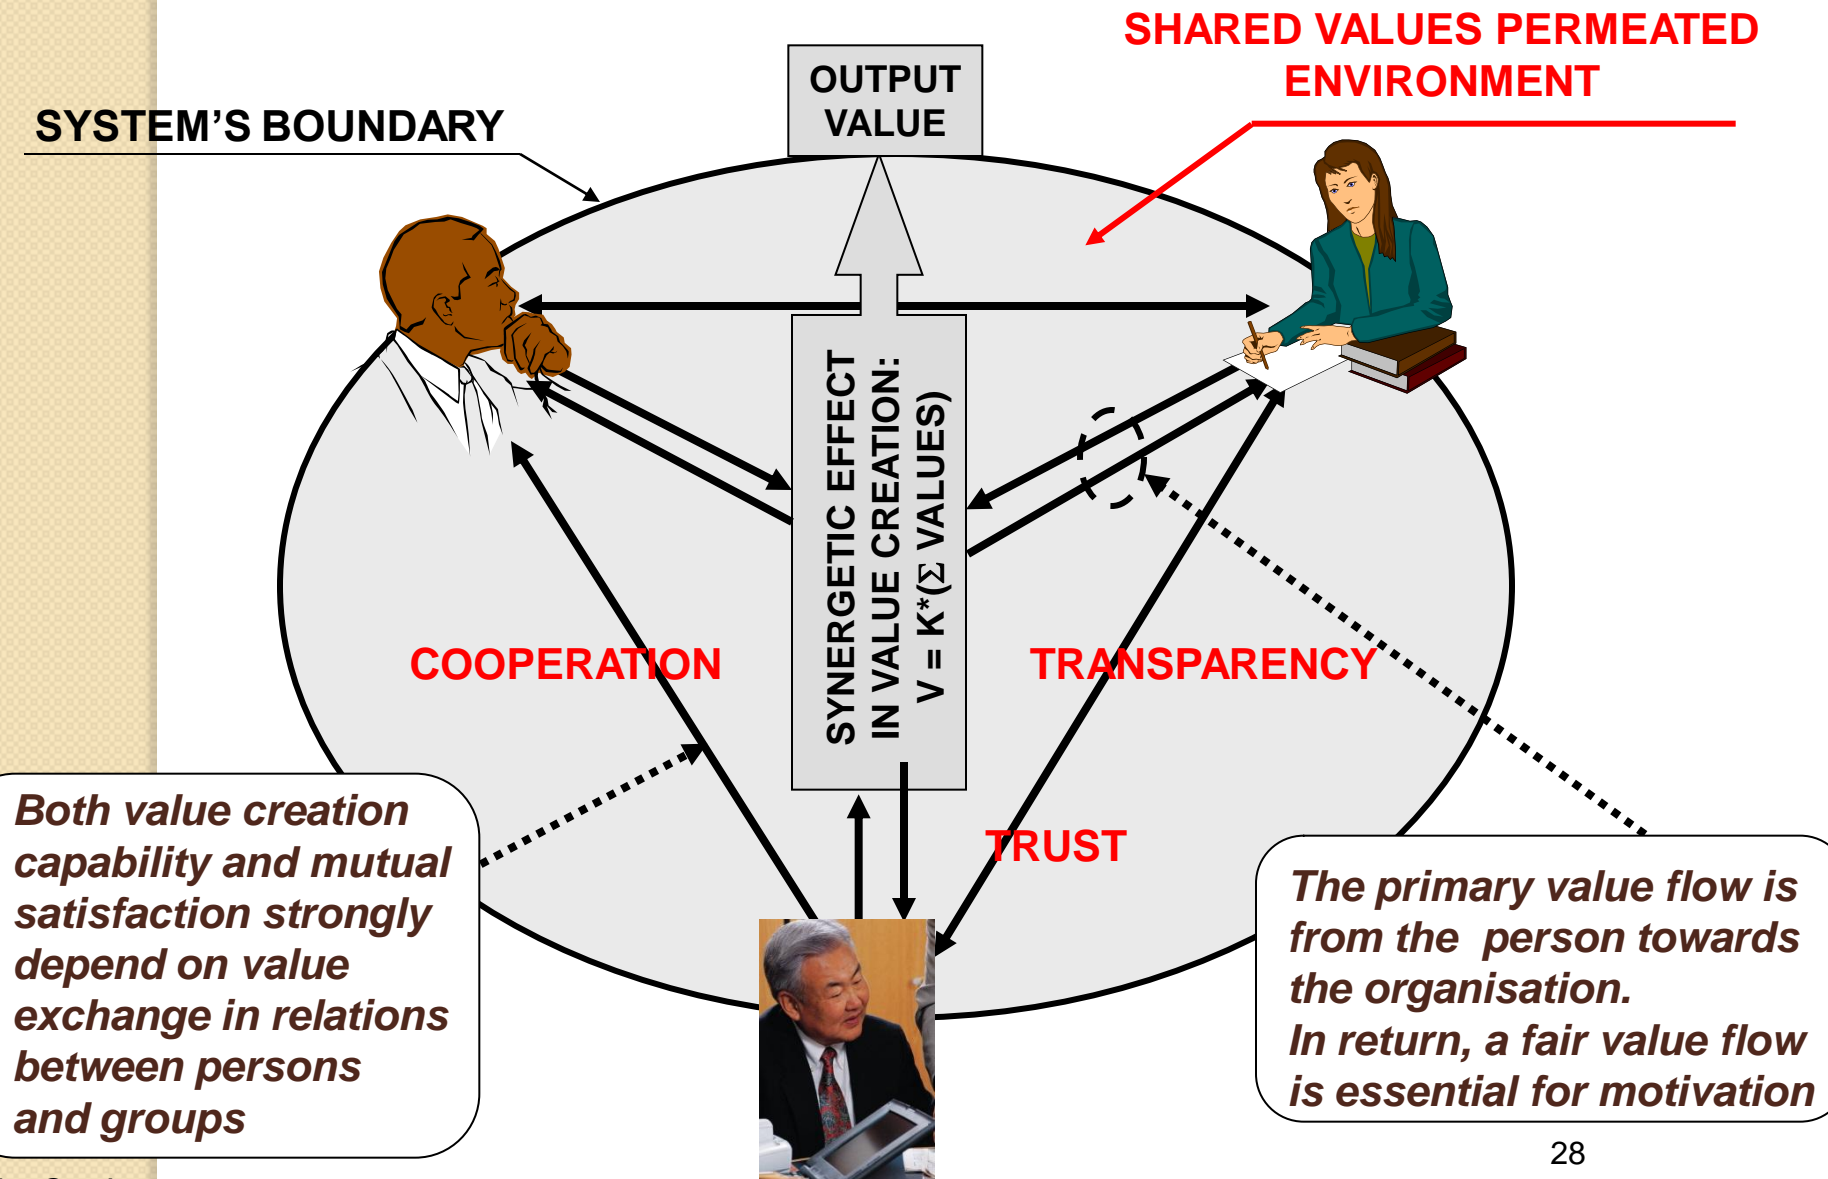 SHARED VALUES PERMEATED
ENVIRONMENT
OUTPUT
VALUE
SYSTEM’S BOUNDARY
SYNERGETIC EFFECT
IN VALUE CREATION:
V = K*(Σ VALUES)
COOPERATION
TRANSPARENCY
TRUST
Both value creation
capability and mutual
satisfaction strongly
depend on value
exchange in relations
between persons
and groups
The primary value flow is
from the person towards
the organisation.
In return, a fair value flow
is essential for motivation
28